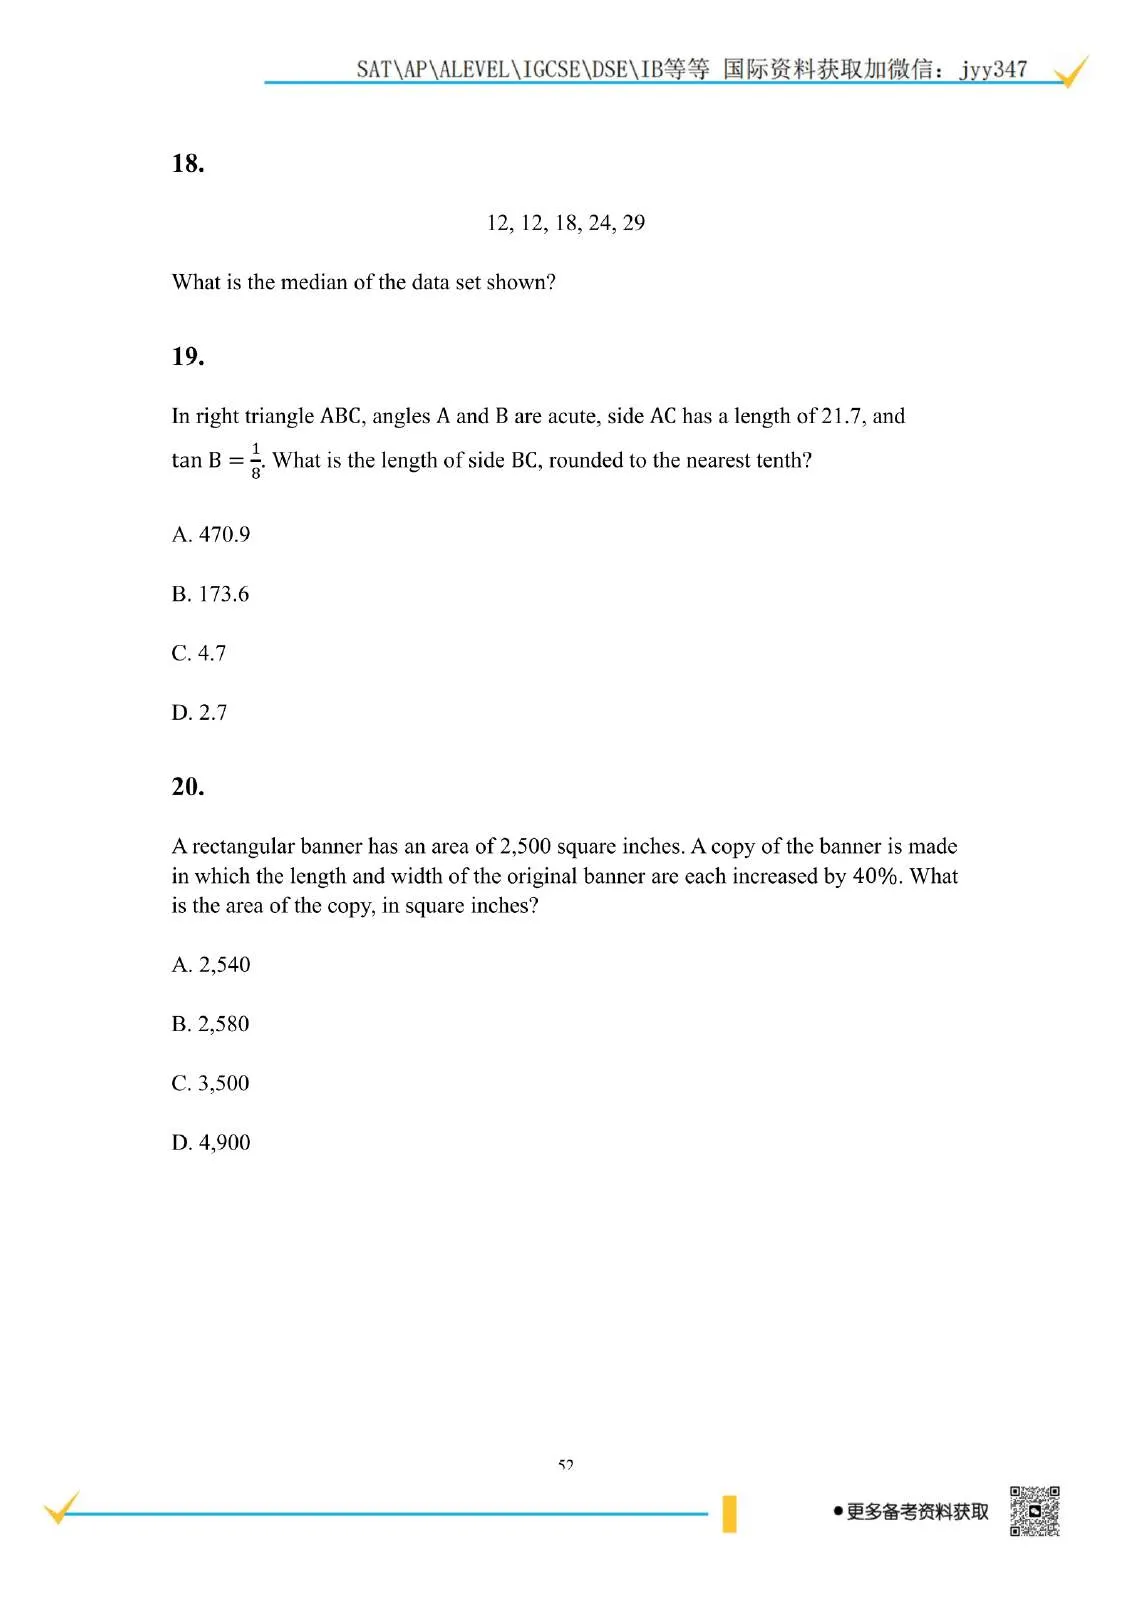 SAT\AP\ALEVEL\IGCSE\DSE\IB等等 国际资料获取加微信：jyy347
18.
12, 12, 18, 24, 29
What is the median of the data set shown?
19.
In right triangle ABC, angles A and B are acute, side AC has a length of 21.7, and
tan B = 1/8. What is the length of side BC, rounded to the nearest tenth?
A. 470.9
B. 173.6
C. 4.7
D. 2.7
20.
A rectangular banner has an area of 2,500 square inches. A copy of the banner is made
in which the length and width of the original banner are each increased by 40%. What
is the area of the copy, in square inches?
A. 2,540
B. 2,580
C. 3,500
D. 4,900
52
●更多备考资料获取